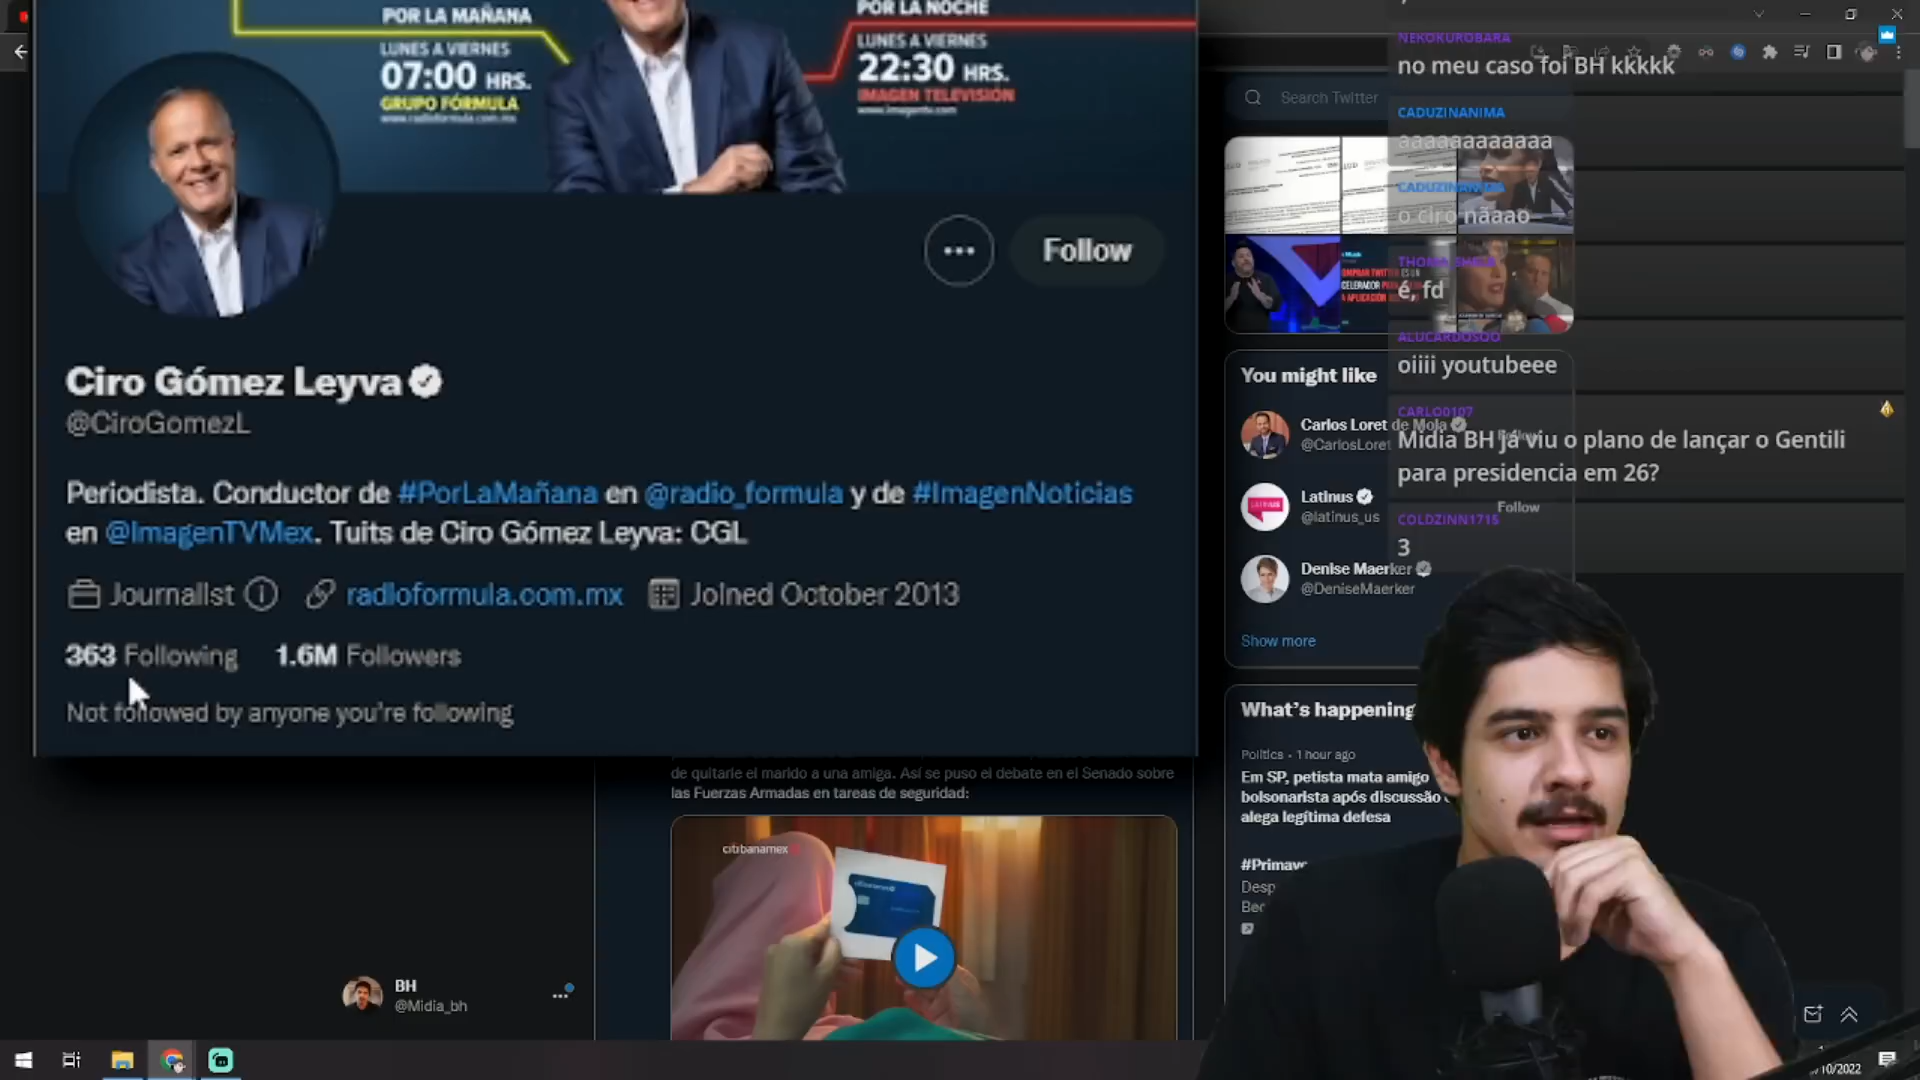 POR LA MAÑANA
LUNES A VIERNES
07:00 HRS.
GRUPO FÓRMULA
www.radioformula.com.mx
POR LA NOCHE
LUNES A VIERNES
22:30 HRS.
IMAGEN TELEVISIÓN
www.imagentv.com
Follow
Ciro Gómez Leyva
@CiroGomezL
Periodista. Conductor de #PorLaMañana en @radio_formula y de #ImagenNoticias
en @ImagenTVMex. Tuits de Ciro Gómez Leyva: CGL
Journalist
radioformula.com.mx
Joined October 2013
363 Following
1.6M Followers
Not followed by anyone you're following
de quitarle el marido a una amiga. Así se puso el debate en el Senado sobre
las Fuerzas Armadas en tareas de seguridad:
citibanamex
BH
@Midia_bh
Search Twitter
You might like
Carlos Loret de Mola
@CarlosLoret
Follow
Latinus
@latinus_us
Follow
Denise Maerker
@DeniseMaerker
Show more
What's happening
Politics · 1 hour ago
Em SP, petista mata amigo
bolsonarista após discussão
alega legítima defesa
NEKOKUROBARA
no meu caso foi BH kkkkk
CADUZINANIMA
aaaaaaaaaaaa
CADUZINANIMA
o ciro nãaao
é, fd
ALUCARDOSOO
oiiii youtubeee
CARLO0107
Midia BH já viu o plano de lançar o Gentili
para presidencia em 26?
COLDZINN1715
3
/10/2022